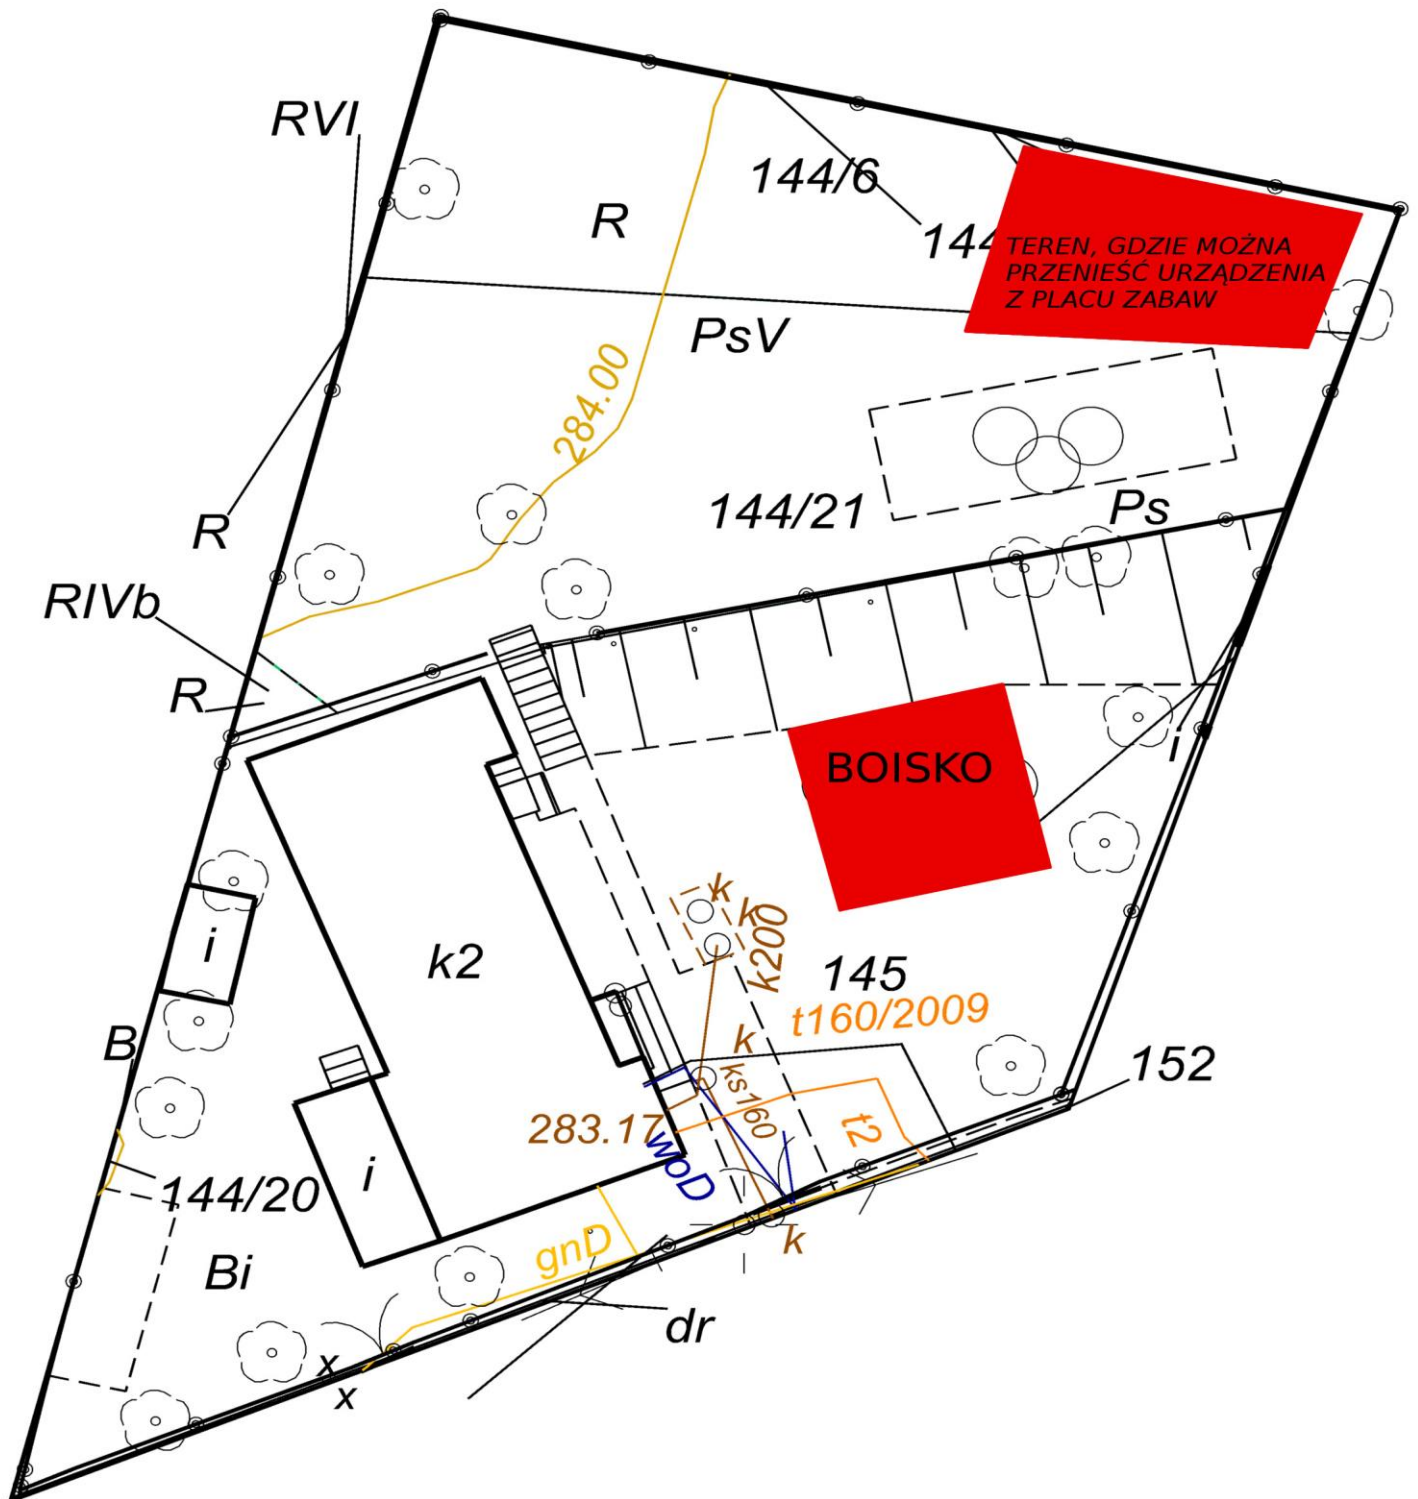 RVI
R
144/6
144
TEREN, GDZIE MOŻNA
PRZENIEŚĆ URZĄDZENIA
Z PLACU ZABAW
PsV
284.00
R
144/21
Ps
RIVb
R
i
BOISKO
k
k
k200
i
k2
145
t160/2009
B
k
ks160
152
283.17
woD
t2
i
144/20
gnD
k
Bi
dr
x
x